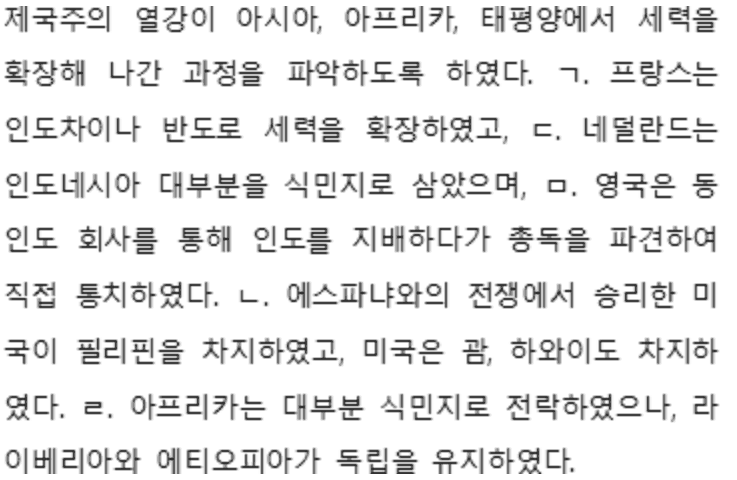 제국주의 열강이 아시아, 아프리카, 태평양에서 세력을
확장해 나간 과정을 파악하도록 하였다. ㄱ. 프랑스는
인도차이나 반도로 세력을 확장하였고, ㄷ. 네덜란드는
인도네시아 대부분을 식민지로 삼았으며, ㅁ. 영국은 동
인도 회사를 통해 인도를 지배하다가 총독을 파견하여
직접 통치하였다. ㄴ. 에스파냐와의 전쟁에서 승리한 미
국이 필리핀을 차지하였고, 미국은 괌, 하와이도 차지하
였다. ㄹ. 아프리카는 대부분 식민지로 전락하였으나, 라
이베리아와 에티오피아가 독립을 유지하였다.